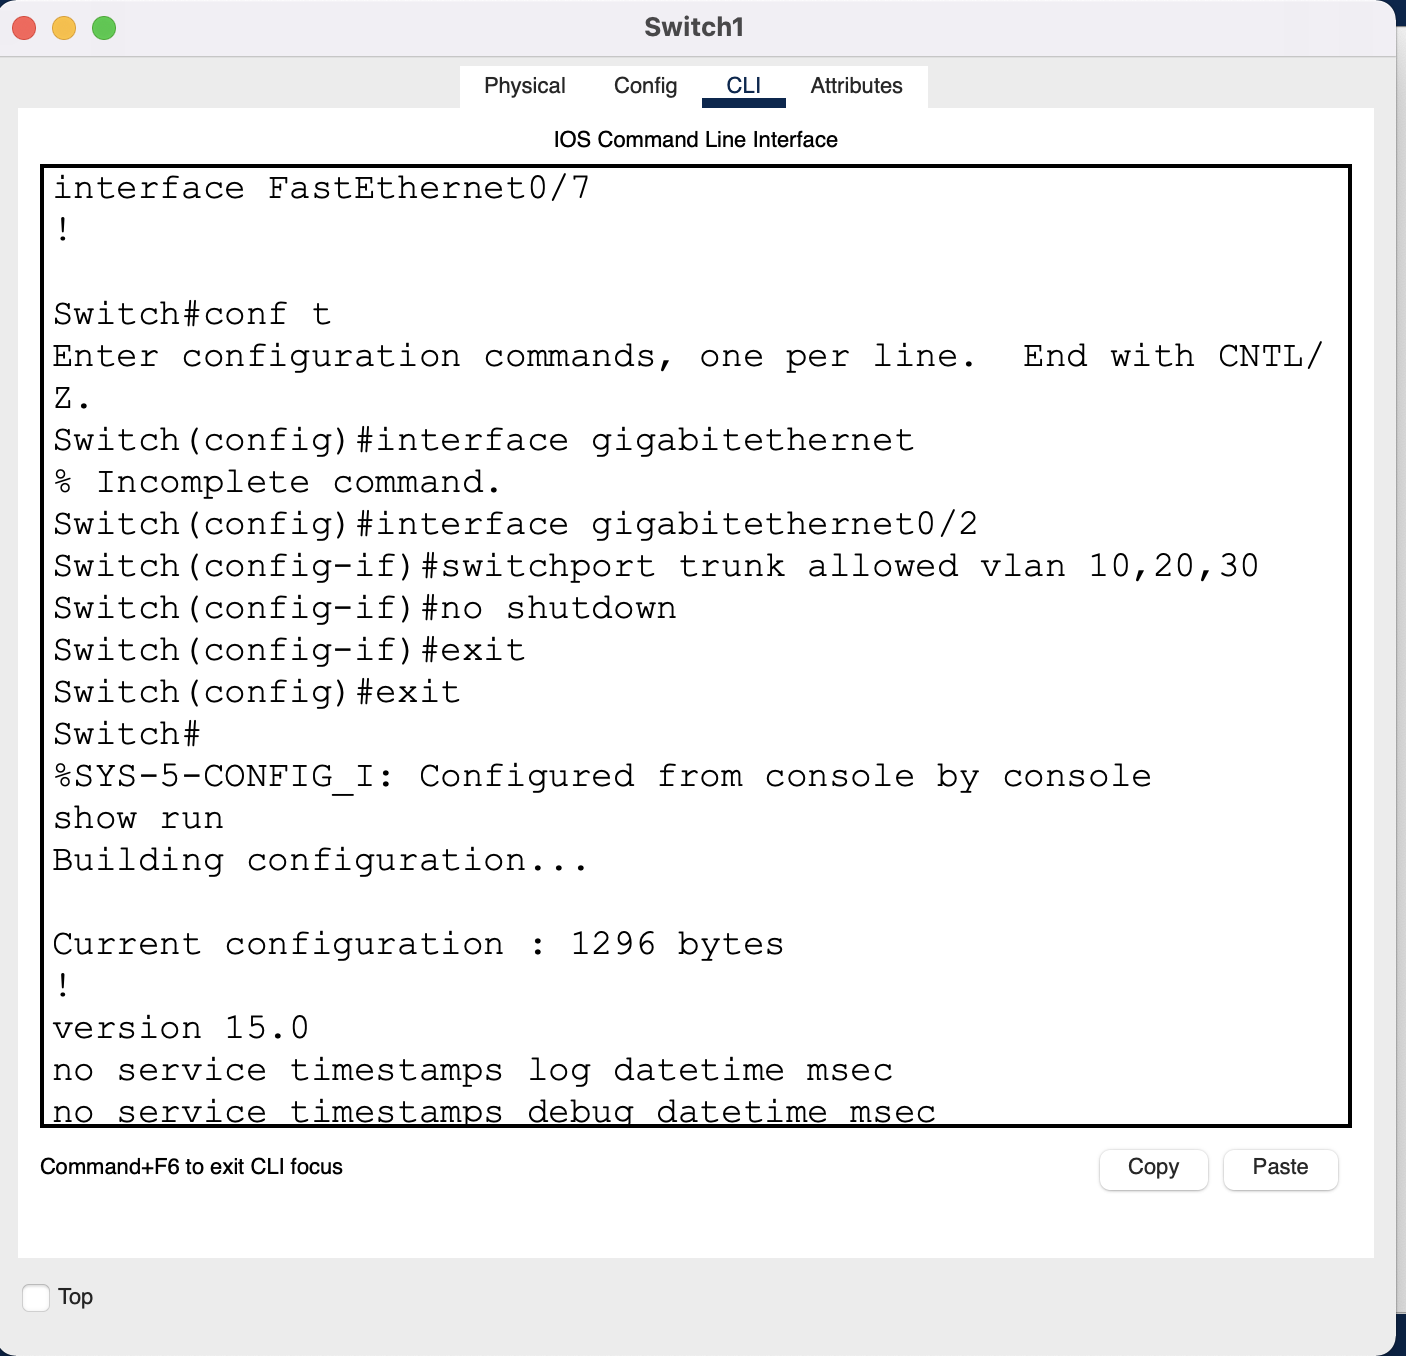 Switch1
Physical Config CLI Attributes
IOS Command Line Interface
interface FastEthernet0/7
!
Switch#conf t
Enter configuration commands, one per line.  End with CNTL/
Z.
Switch(config)#interface gigabitethernet
% Incomplete command.
Switch(config)#interface gigabitethernet0/2
Switch(config-if)#switchport trunk allowed vlan 10,20,30
Switch(config-if)#no shutdown
Switch(config-if)#exit
Switch(config)#exit
Switch#
%SYS-5-CONFIG_I: Configured from console by console
show run
Building configuration...
Current configuration : 1296 bytes
!
version 15.0
no service timestamps log datetime msec
no service timestamps debug datetime msec
Command+F6 to exit CLI focus
Copy Paste
Top